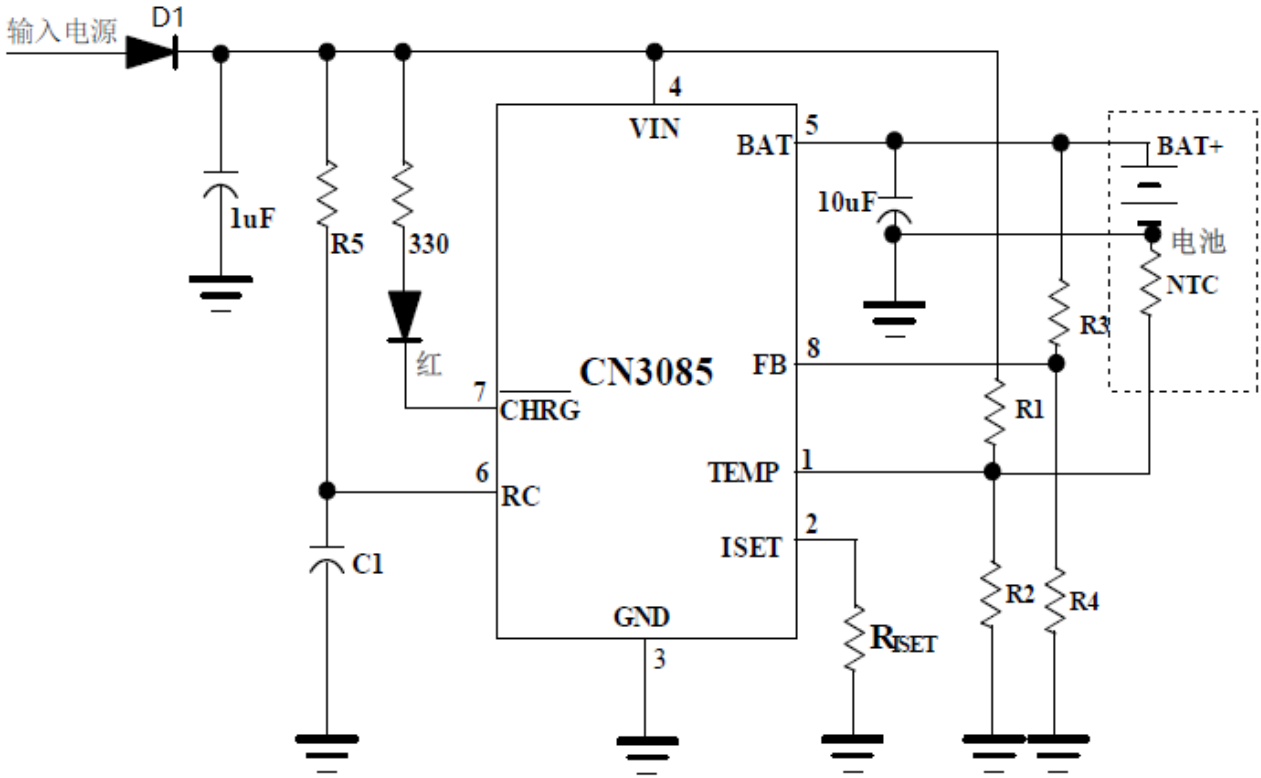 D1
输入电源
4
VIN
5
BAT
BAT+
1uF
R5
330
10uF
电池
NTC
R3
红
CN3085
8
FB
7
CHRG
R1
6
RC
TEMP
1
2
ISET
C1
R2
R4
GND
3
RISET